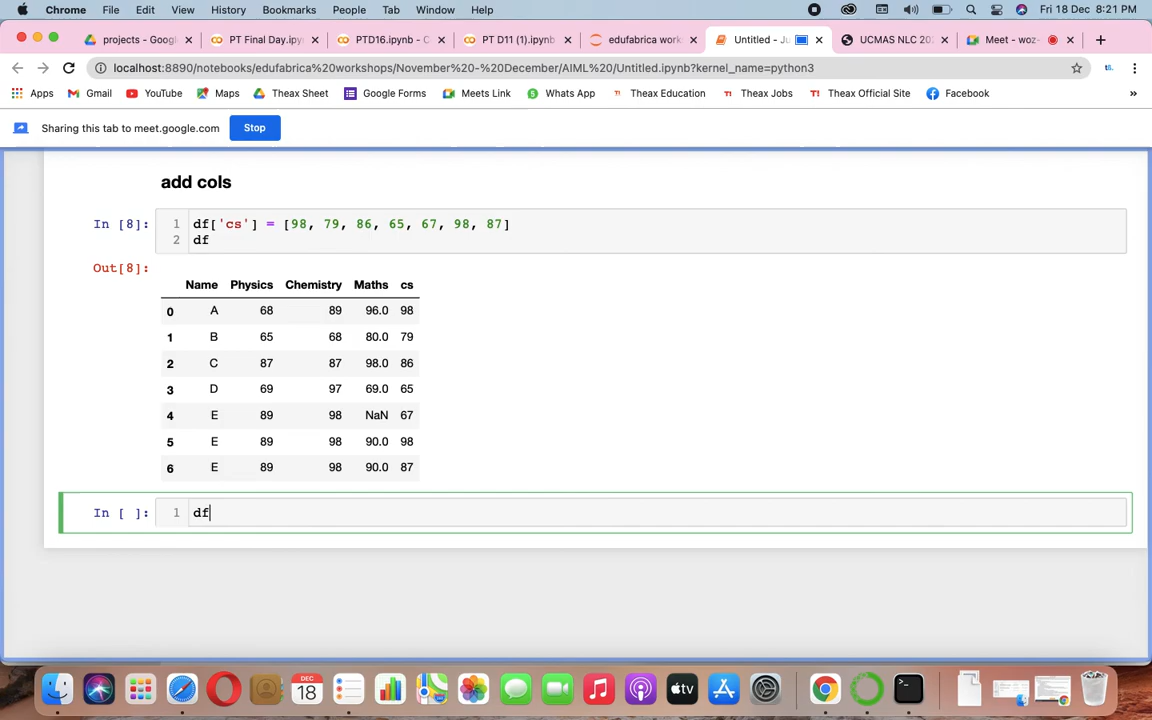 Chrome File Edit View History Bookmarks People Tab Window Help Fri 18 Dec 8:21 PM
projects - Google PT Final Day.ipy PTD16.ipynb - C PT D11 (1).ipynb edufabrica work Untitled - Ju UCMAS NLC 20 Meet - woz-
localhost:8890/notebooks/edufabrica%20workshops/November%20-%20December/AIML%20/Untitled.ipynb?kernel_name=python3
Apps Gmail YouTube Maps Theax Sheet Google Forms Meets Link Whats App Theax Education Theax Jobs Theax Official Site Facebook »
Sharing this tab to meet.google.com Stop
add cols
In [8]: 1 df['cs'] = [98, 79, 86, 65, 67, 98, 87]
2 df
Out[8]:
Name Physics Chemistry Maths cs
0 A 68 89 96.0 98
1 B 65 68 80.0 79
2 C 87 87 98.0 86
3 D 69 97 69.0 65
4 E 89 98 NaN 67
5 E 89 98 90.0 98
6 E 89 98 90.0 87
In [ ]: 1 df
DEC
18
tv